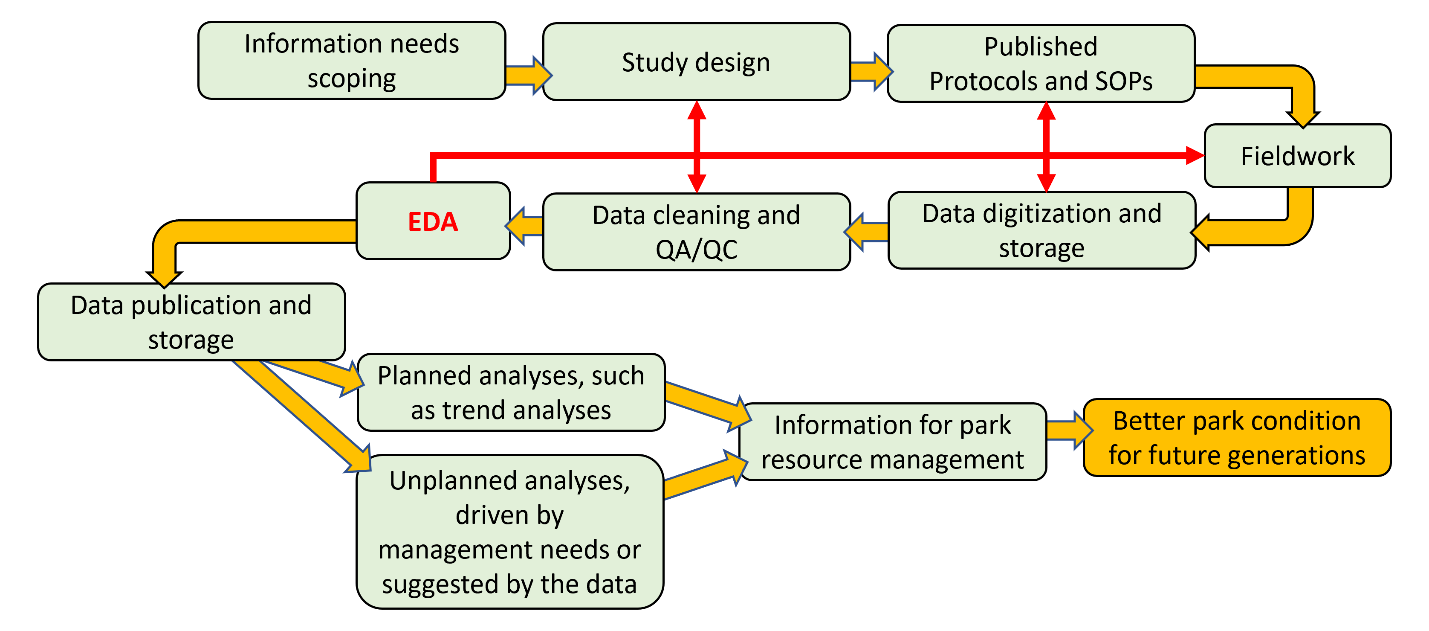 Information needs
scoping
Study design
Published
Protocols and SOPs
Fieldwork
EDA
Data cleaning and
QA/QC
Data digitization and
storage
Data publication and
storage
Planned analyses, such
as trend analyses
Unplanned analyses,
driven by
management needs or
suggested by the data
Information for park
resource management
Better park condition
for future generations